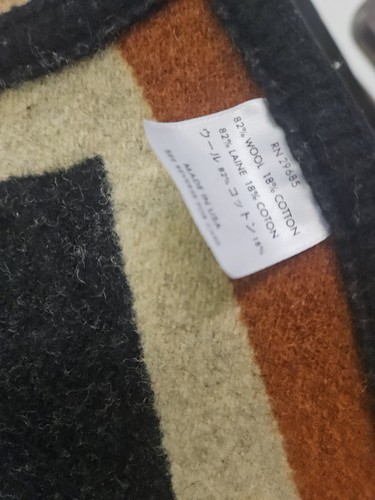 RN 29685
82% WOOL 18% COTTON
82% LAINE 18% COTON
ウール 82% コットン 18%
MADE IN USA